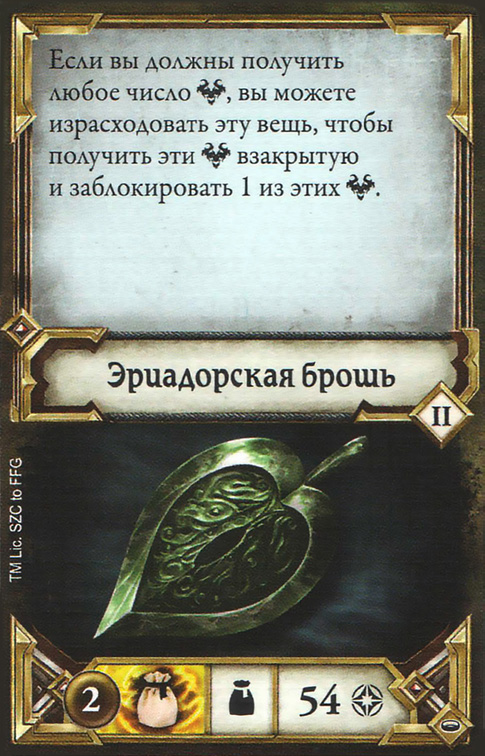 Если вы должны получить
любое число , вы можете
израсходовать эту вещь, чтобы
получить эти взакрытую
и заблокировать 1 из этих .
Эриадорская брошь
II
TM Lic. SZC to FFG
2
54